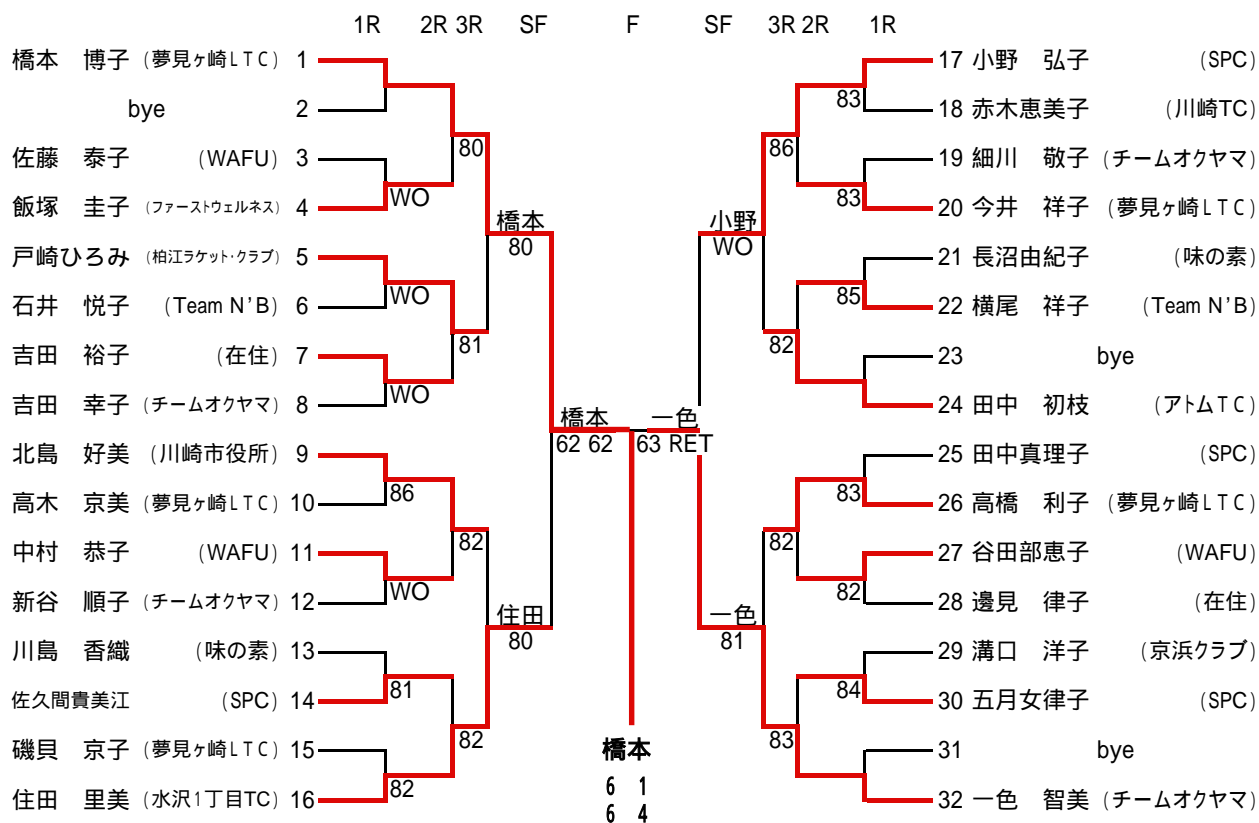 1R 2R 3R SF F SF 3R 2R 1R
橋本 博子 (夢見ヶ崎LTC) 1
bye 2
佐藤 泰子 (WAFU) 3
飯塚 圭子 (ファーストウェルネス) 4
戸崎ひろみ (柏江ラケット・クラブ) 5
石井 悦子 (Team N'B) 6
吉田 裕子 (在住) 7
吉田 幸子 (チームオクヤマ) 8
北島 好美 (川崎市役所) 9
高木 京美 (夢見ヶ崎LTC) 10
中村 恭子 (WAFU) 11
新谷 順子 (チームオクヤマ) 12
川島 香織 (味の素) 13
佐久間貴美江 (SPC) 14
磯貝 京子 (夢見ヶ崎LTC) 15
住田 里美 (水沢1丁目TC) 16
WO
WO
WO
86
WO
81
82
80
81
82
82
橋本
80
住田
80
橋本
62 62
橋本
6 1
6 4
一色
63 RET
小野
WO
一色
81
86
82
82
83
83
83
85
83
82
84
17 小野 弘子 (SPC)
18 赤木恵美子 (川崎TC)
19 細川 敬子 (チームオクヤマ)
20 今井 祥子 (夢見ヶ崎LTC)
21 長沼由紀子 (味の素)
22 横尾 祥子 (Team N'B)
23 bye
24 田中 初枝 (アトムTC)
25 田中真理子 (SPC)
26 高橋 利子 (夢見ヶ崎LTC)
27 谷田部恵子 (WAFU)
28 邊見 律子 (在住)
29 溝口 洋子 (京浜クラブ)
30 五月女律子 (SPC)
31 bye
32 一色 智美 (チームオクヤマ)